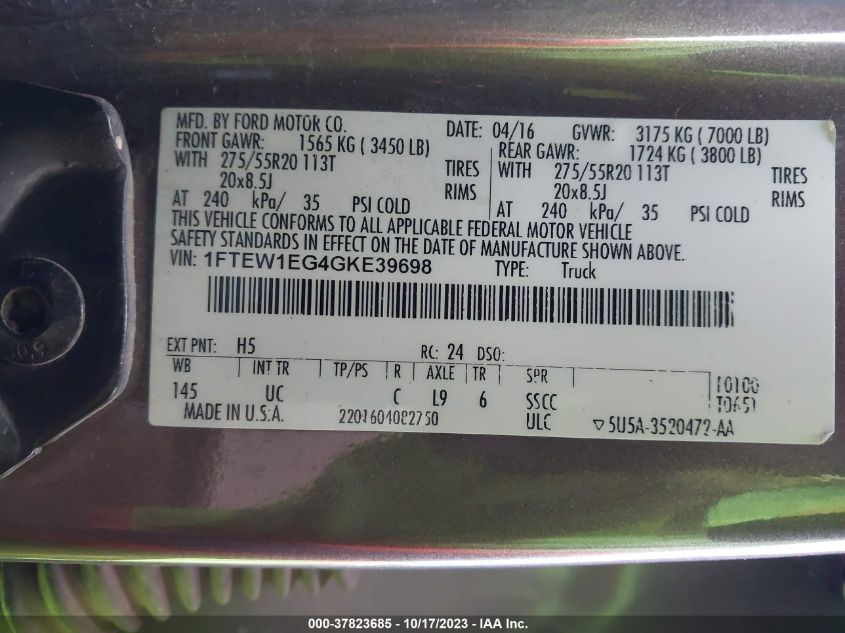 MFD. BY FORD MOTOR CO. DATE: 04/16 GVWR: 3175 KG ( 7000 LB)
FRONT GAWR: 1565 KG ( 3450 LB) REAR GAWR: 1724 KG ( 3800 LB)
WITH 275/55R20 113T TIRES WITH 275/55R20 113T TIRES
20x8.5J RIMS 20x8.5J RIMS
AT 240 kPa/ 35 PSI COLD AT 240 kPa/ 35 PSI COLD
THIS VEHICLE CONFORMS TO ALL APPLICABLE FEDERAL MOTOR VEHICLE
SAFETY STANDARDS IN EFFECT ON THE DATE OF MANUFACTURE SHOWN ABOVE.
VIN: 1FTEW1EG4GKE39698 TYPE: Truck
EXT PNT: H5 RC: 24 DSO:
WB INT TR TP/PS R AXLE TR SPR
145 UC C L9 6 SSCC
10100
T0651
MADE IN U.S.A. 2201604082750 ULC 5U5A-3520472-AA
000-37823685 - 10/17/2023 - IAA Inc.